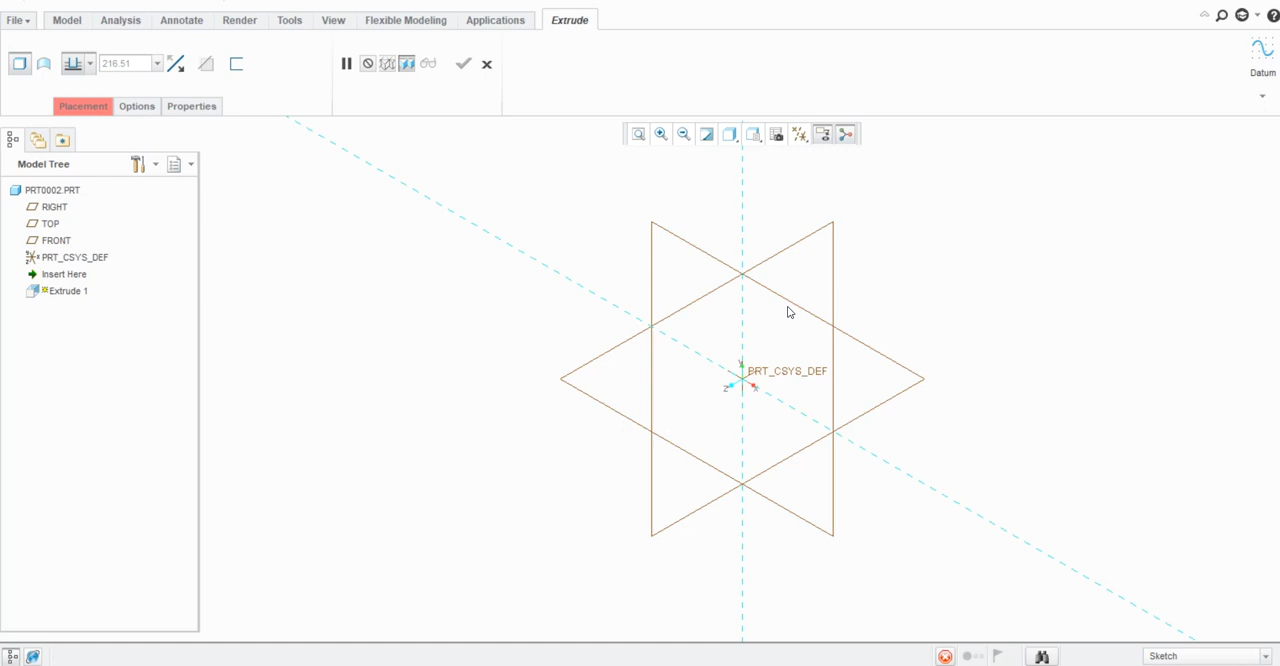 File Model Analysis Annotate Render Tools View Flexible Modeling Applications Extrude
216.51
Datum
Placement Options Properties
Model Tree
PRT0002.PRT
RIGHT
TOP
FRONT
PRT_CSYS_DEF
Insert Here
Extrude 1
Y
PRT_CSYS_DEF
Z X
Sketch